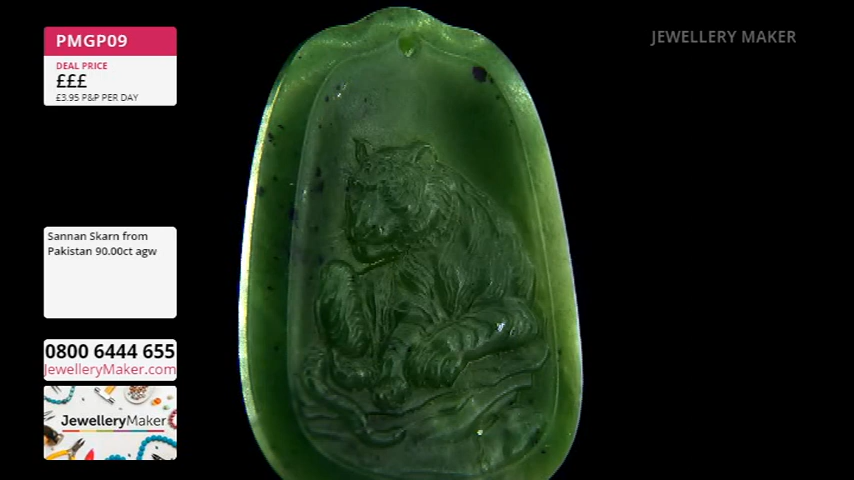 PMGP09
DEAL PRICE
£££
£3.95 P&P PER DAY
JEWELLERY MAKER
Sannan Skarn from
Pakistan 90.00ct agw
0800 6444 655
JewelleryMaker.com
JewelleryMaker